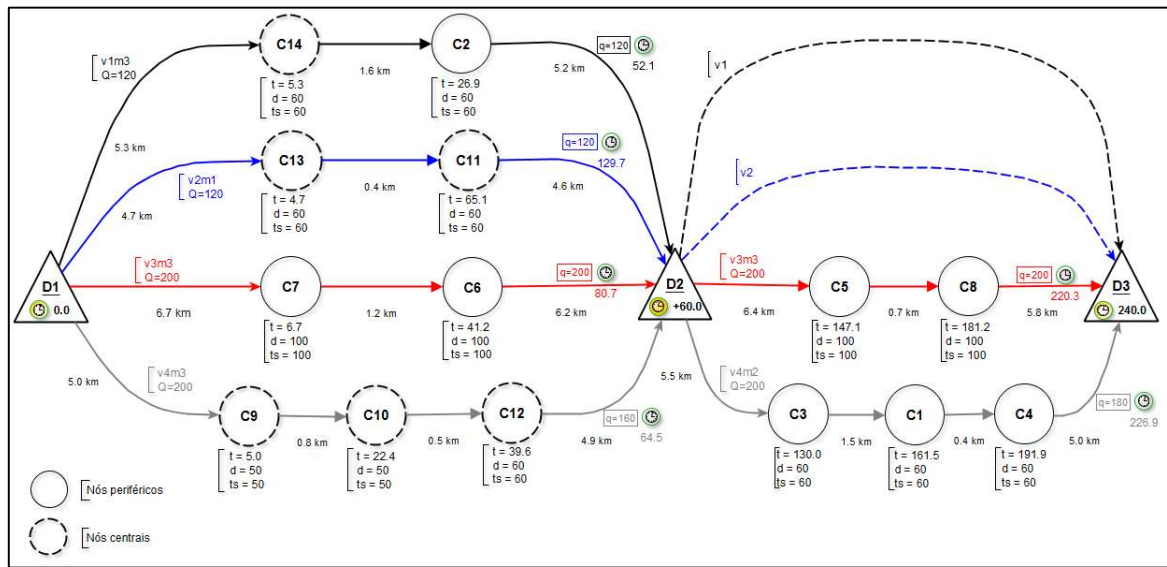 v1m3
Q=120
C14
1.6 km
C2
5.2 km
q=120
52.1
v1
t = 5.3
d = 60
ts = 60
t = 26.9
d = 60
ts = 60
5.3 km
v2m1
Q=120
C13
0.4 km
C11
q=120
129.7
4.6 km
v2
4.7 km
t = 4.7
d = 60
ts = 60
t = 65.1
d = 60
ts = 60
D1
0.0
v3m3
Q=200
6.7 km
C7
1.2 km
C6
q=200
80.7
6.2 km
D2
+60.0
v3m3
Q=200
6.4 km
C5
0.7 km
C8
q=200
220.3
5.8 km
D3
240.0
t = 6.7
d = 100
ts = 100
t = 41.2
d = 100
ts = 100
t = 147.1
d = 100
ts = 100
t = 181.2
d = 100
ts = 100
5.0 km
v4m3
Q=200
C9
0.8 km
C10
0.5 km
C12
q=160
64.5
4.9 km
5.5 km
v4m2
Q=200
C3
1.5 km
C1
0.4 km
C4
5.0 km
q=180
226.9
t = 5.0
d = 50
ts = 50
t = 22.4
d = 50
ts = 50
t = 39.6
d = 60
ts = 60
t = 130.0
d = 60
ts = 60
t = 161.5
d = 60
ts = 60
t = 191.9
d = 60
ts = 60
Nós periféricos
Nós centrais